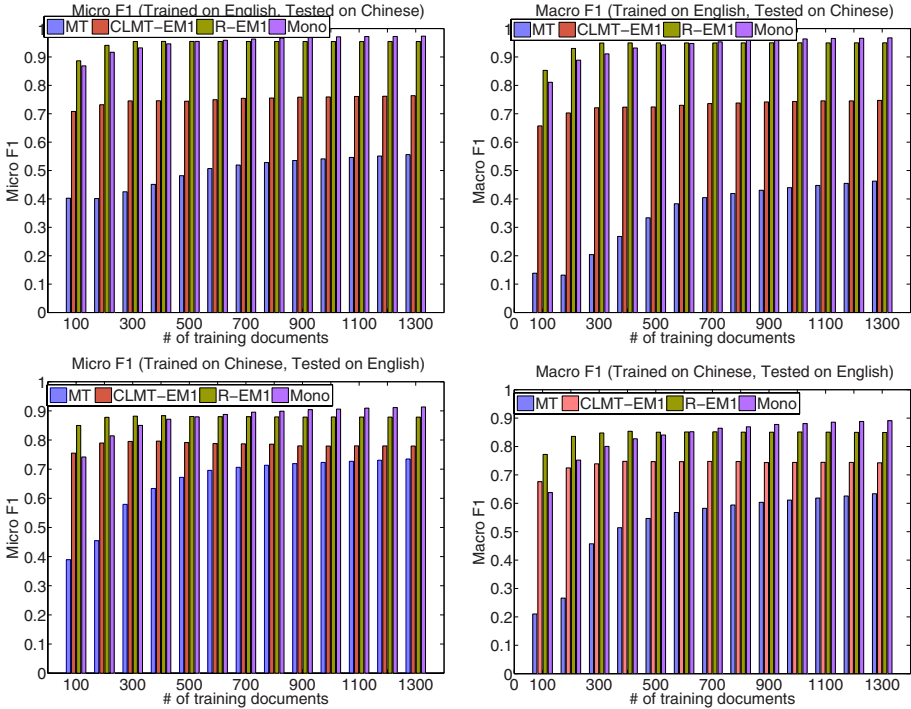 Micro F1 (Trained on English, Tested on Chinese)
MT CLMT−EM1 R−EM1 Mono
1
0.9
0.8
0.7
0.6
0.5
0.4
0.3
0.2
0.1
0
Micro F1
100 300 500 700 900 1100 1300
# of training documents
Macro F1 (Trained on English, Tested on Chinese)
MT CLMT−EM1 R−EM1 Mono
1
0.9
0.8
0.7
0.6
0.5
0.4
0.3
0.2
0.1
0
Macro F1
0 100 300 500 700 900 1100 1300
# of training documents
Micro F1 (Trained on Chinese, Tested on English)
MT CLMT−EM1 R−EM1 Mono
1
0.9
0.8
0.7
0.6
0.5
0.4
0.3
0.2
0.1
0
Micro F1
100 300 500 700 900 1100 1300
# of training documents
Macro F1 (Trained on Chinese, Tested on English)
MT CLMT−EM1 R−EM1 Mono
1
0.9
0.8
0.7
0.6
0.5
0.4
0.3
0.2
0.1
0
Macro F1
0 100 300 500 700 900 1100 1300
# of training documents